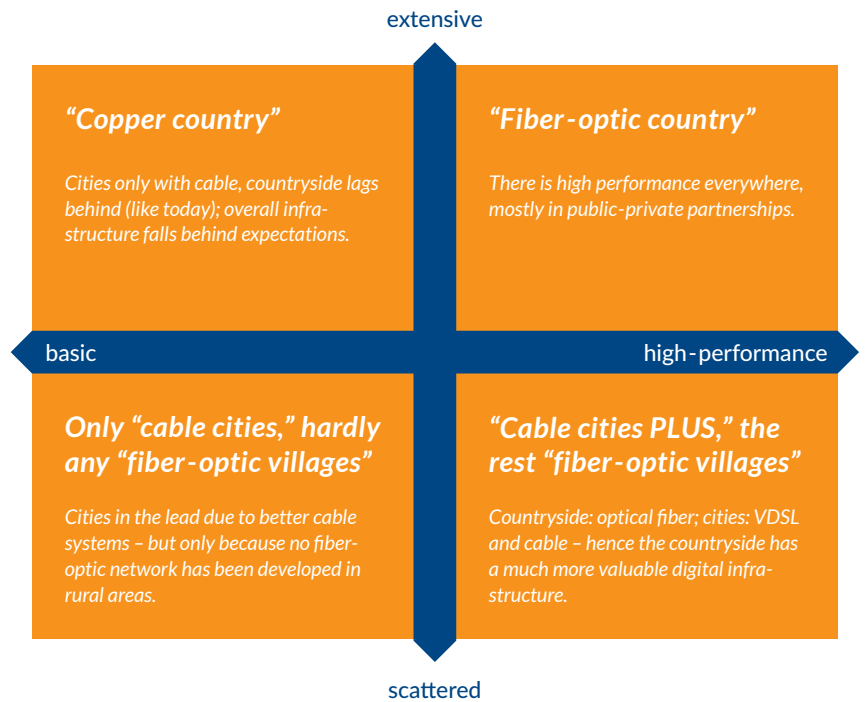 extensive
“Copper country”
Cities only with cable, countryside lags
behind (like today); overall infra-
structure falls behind expectations.
“Fiber-optic country”
There is high performance everywhere,
mostly in public-private partnerships.
basic
high-performance
Only “cable cities,” hardly
any “fiber-optic villages”
Cities in the lead due to better cable
systems – but only because no fiber-
optic network has been developed in
rural areas.
“Cable cities PLUS,” the
rest “fiber-optic villages”
Countryside: optical fiber; cities: VDSL
and cable – hence the countryside has
a much more valuable digital infra-
structure.
scattered